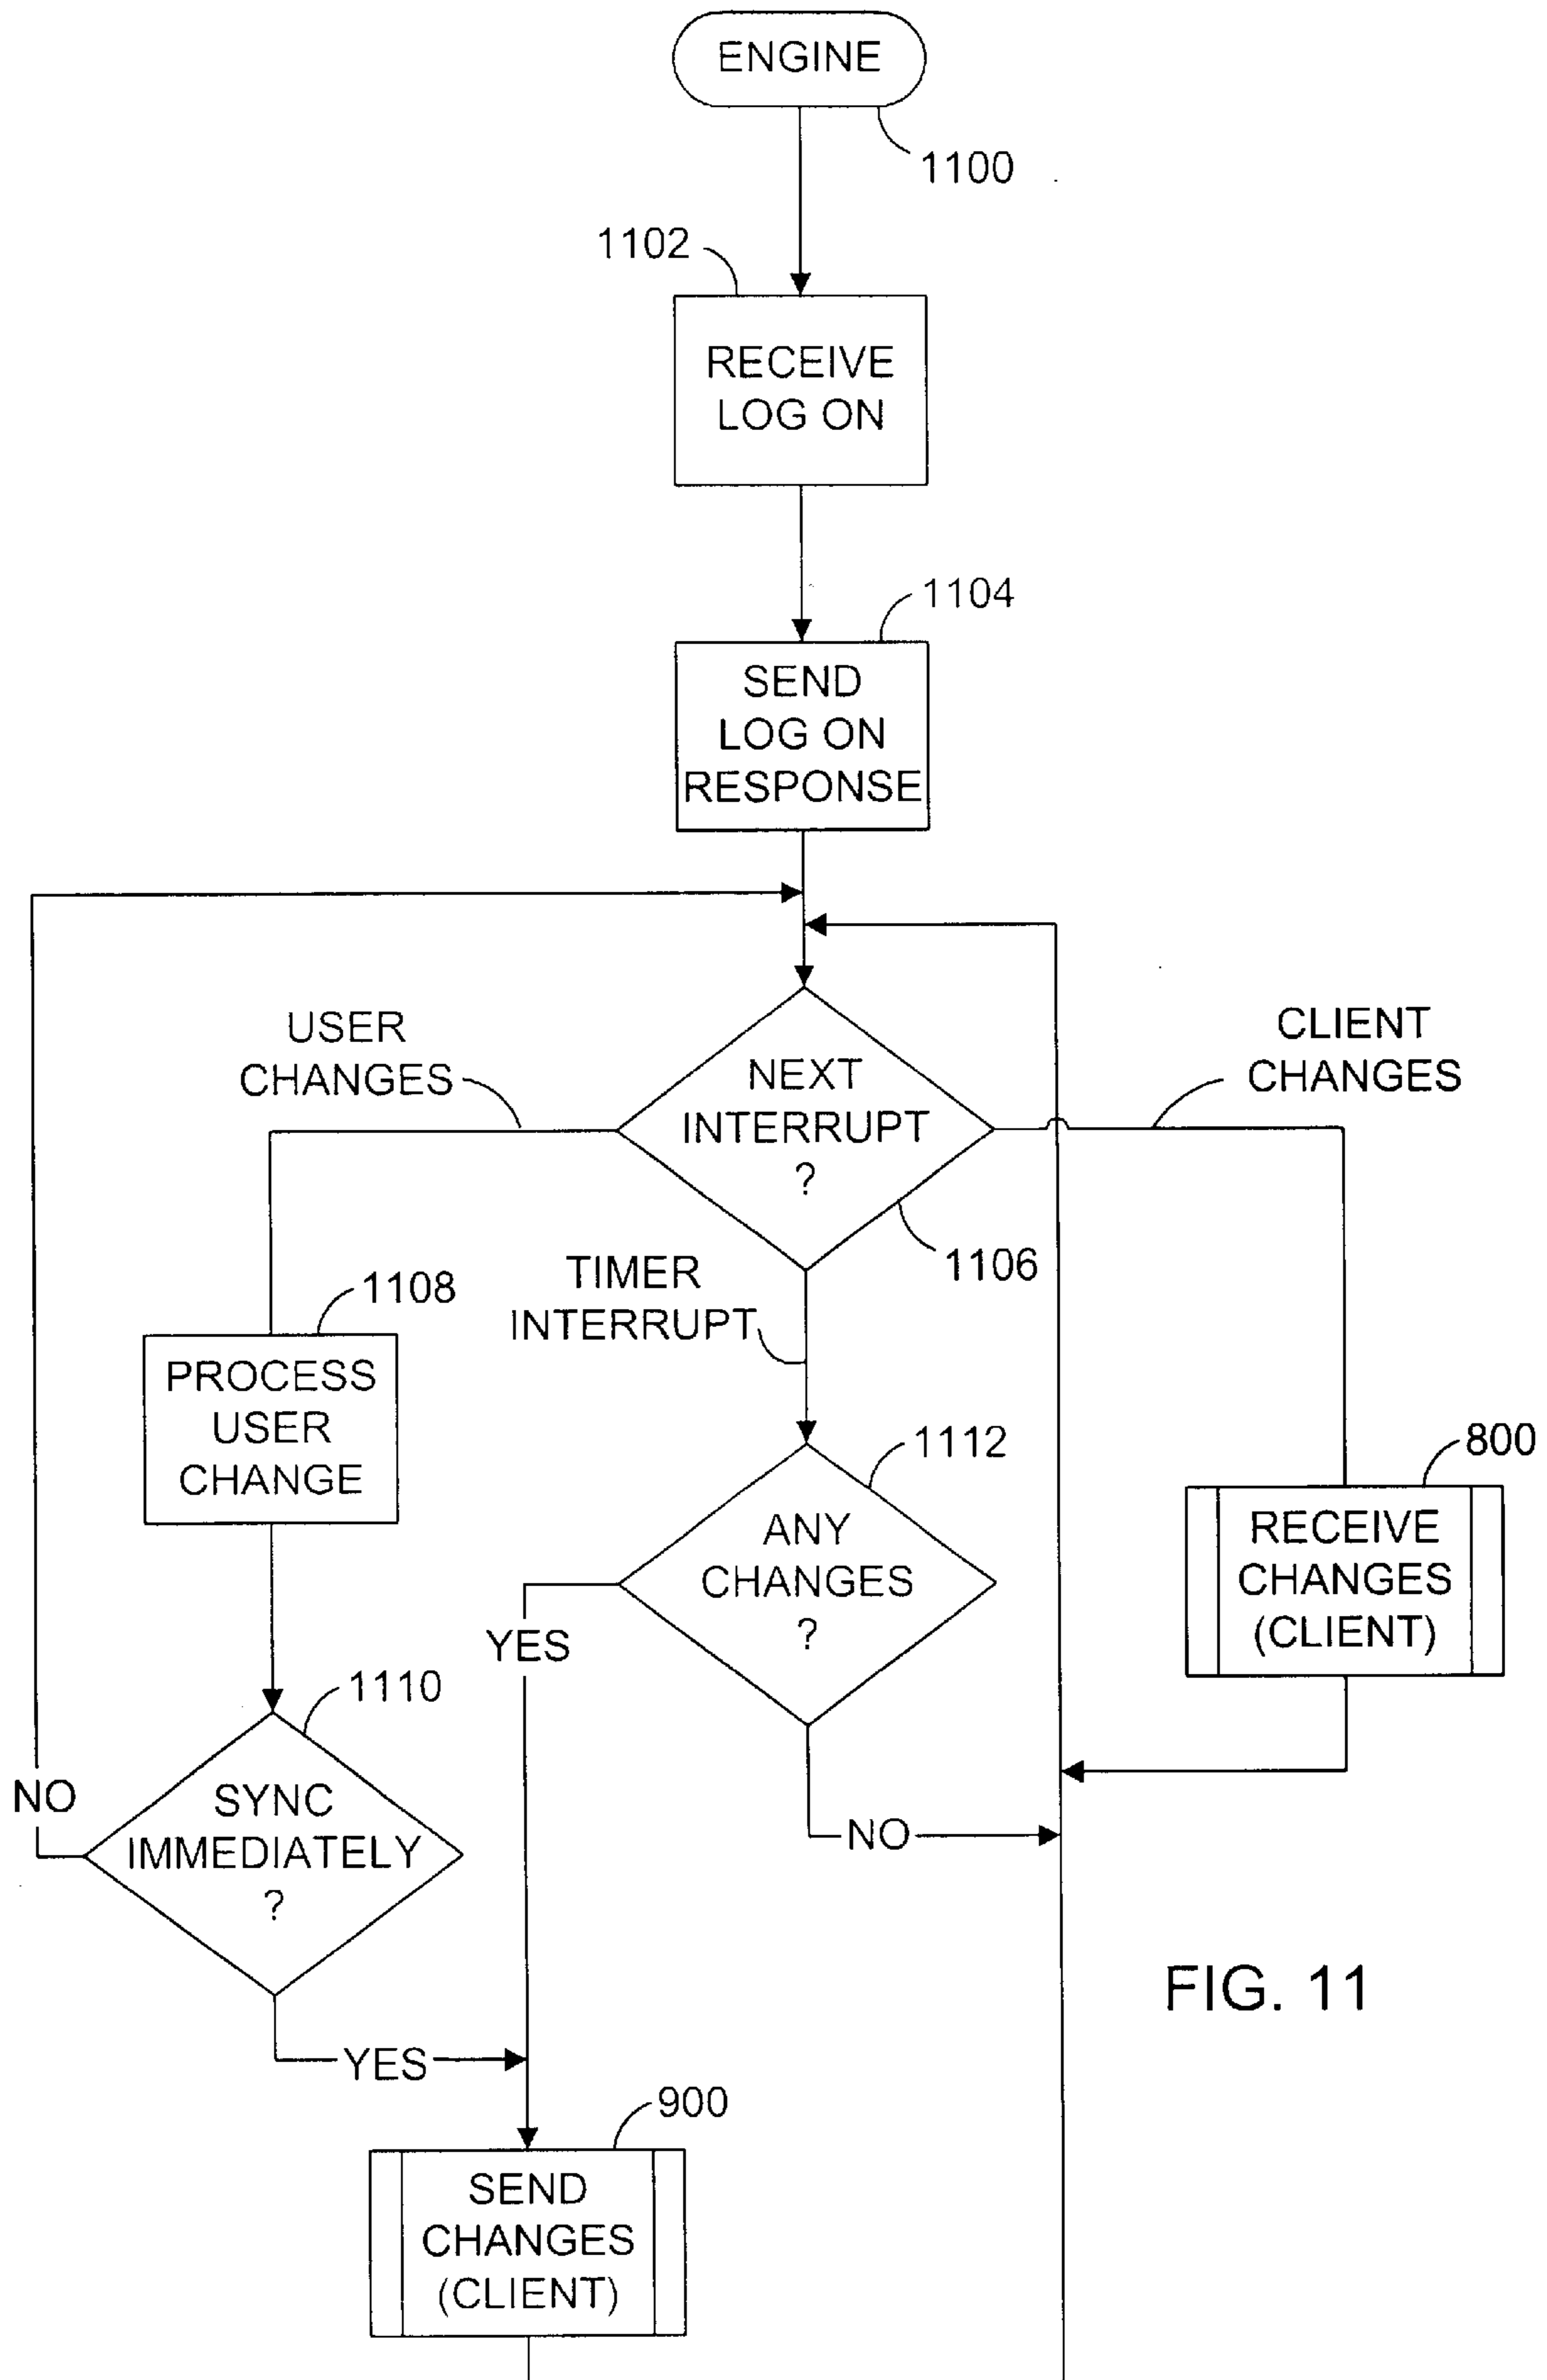 ENGINE
1100
1102
RECEIVE
LOG ON
1104
SEND
LOG ON
RESPONSE
USER
CHANGES
NEXT
INTERRUPT
?
CLIENT
CHANGES
1106
TIMER
INTERRUPT
1108
PROCESS
USER
CHANGE
1112
ANY
CHANGES
?
800
RECEIVE
CHANGES
(CLIENT)
YES
NO
1110
SYNC
IMMEDIATELY
?
NO
YES
FIG. 11
900
SEND
CHANGES
(CLIENT)